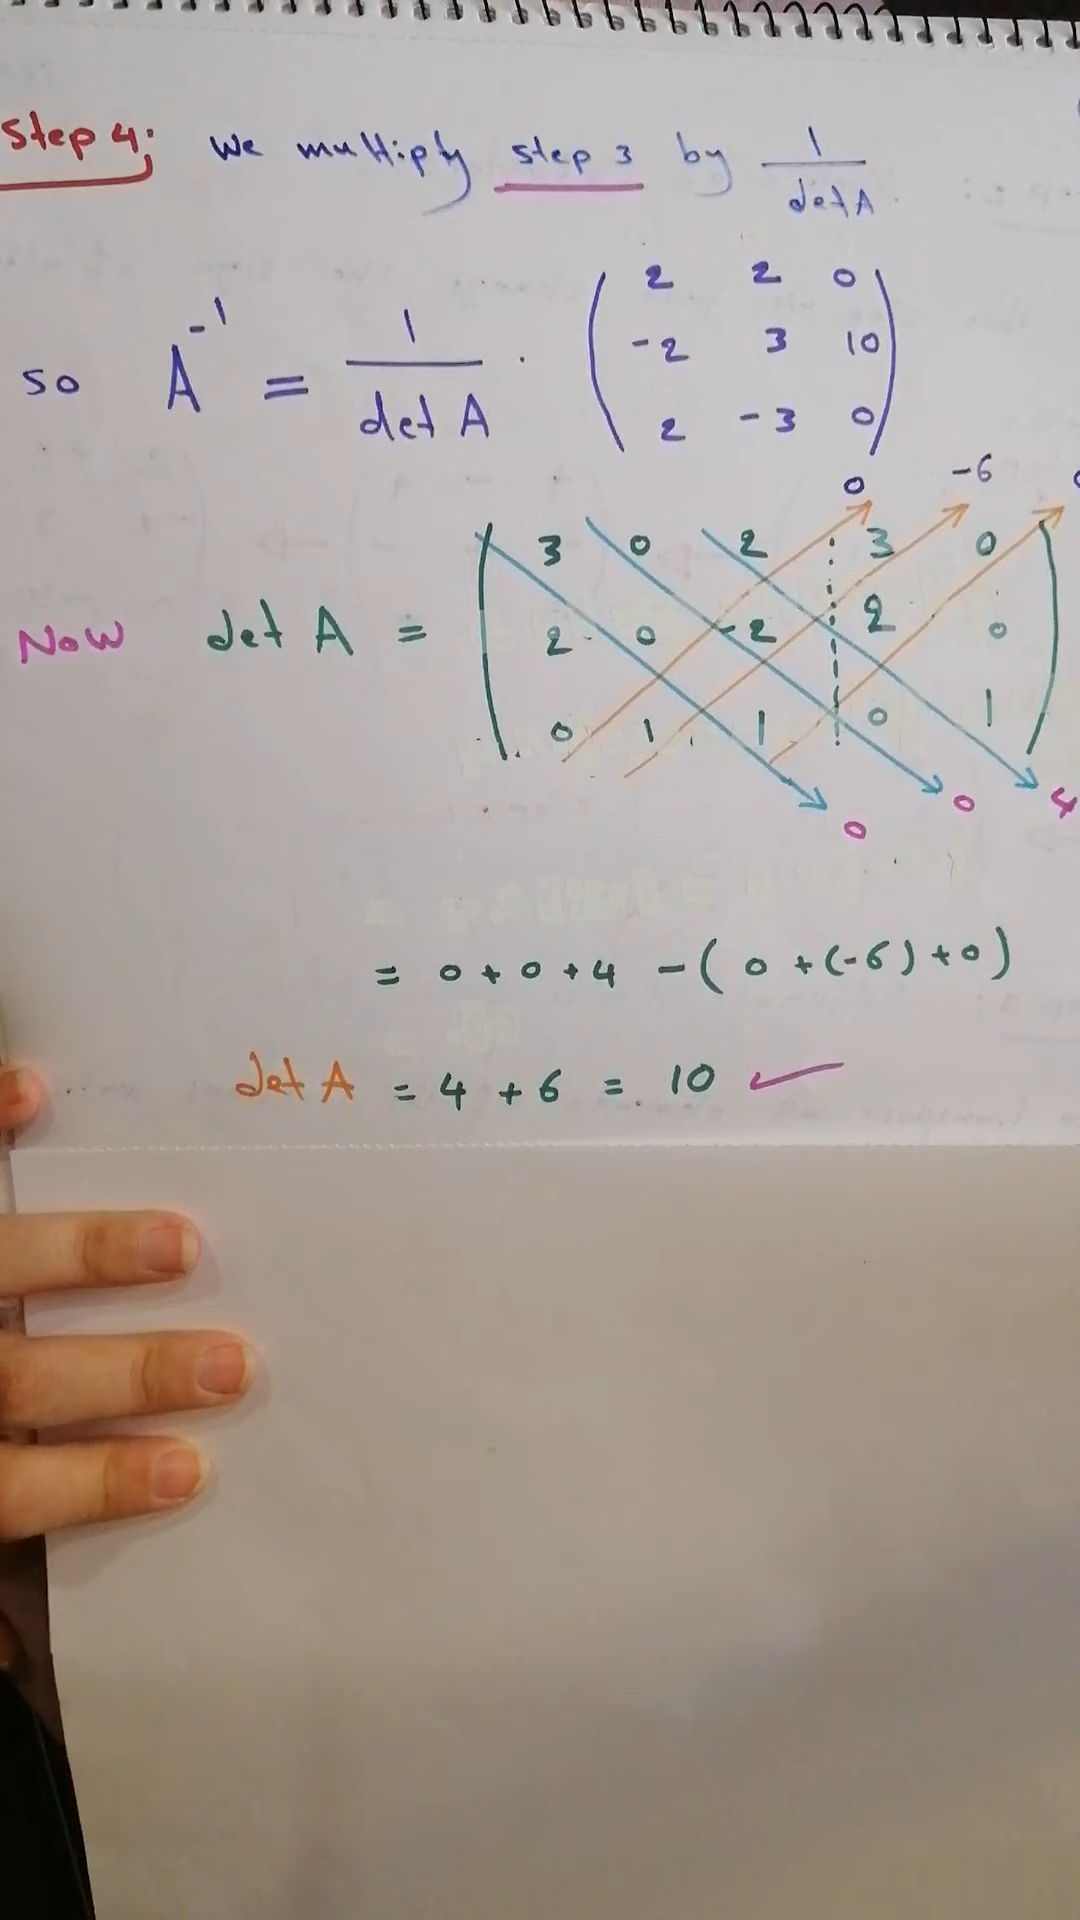 Step 4: We multiply step 3 by 1/det A
2 2 0
so A⁻¹ = 1/det A · ( -2 3 10 )
2 -3 0
0 -6
3 0 2 3 0
Now det A = ( 2 0 -2 2 0 )
0 1 1 0 1
0 0 4
= 0 + 0 + 4 - ( 0 + (-6) + 0 )
det A = 4 + 6 = 10 ✓